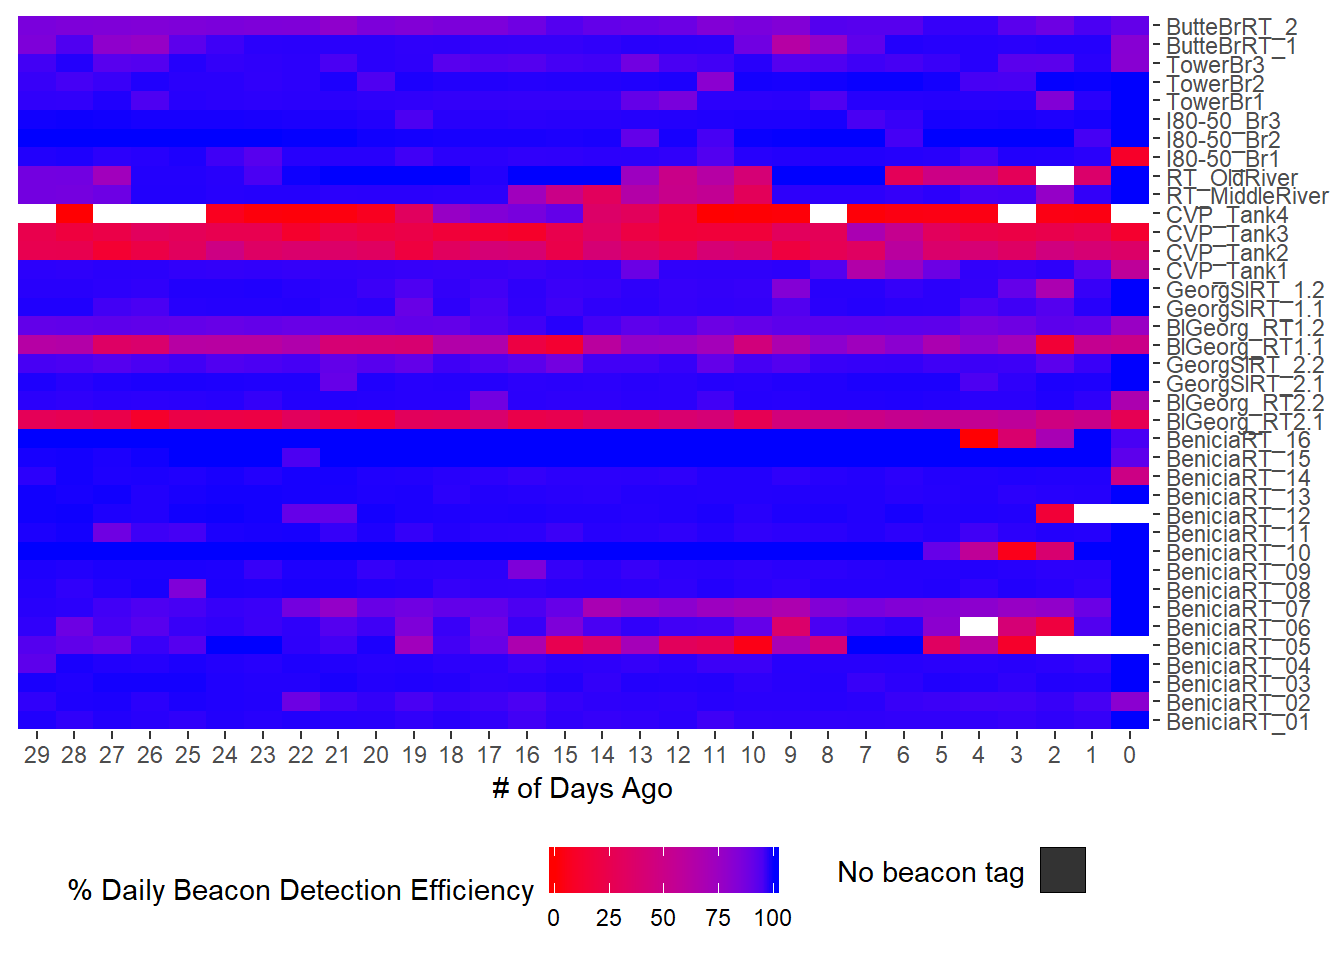 ButteBrRT_2
ButteBrRT_1
TowerBr3
TowerBr2
TowerBr1
I80-50_Br3
I80-50_Br2
I80-50_Br1
RT_OldRiver
RT_MiddleRiver
CVP_Tank4
CVP_Tank3
CVP_Tank2
CVP_Tank1
GeorgSlRT_1.2
GeorgSlRT_1.1
BlGeorg_RT1.2
BlGeorg_RT1.1
GeorgSlRT_2.2
GeorgSlRT_2.1
BlGeorg_RT2.2
BlGeorg_RT2.1
BeniciaRT_16
BeniciaRT_15
BeniciaRT_14
BeniciaRT_13
BeniciaRT_12
BeniciaRT_11
BeniciaRT_10
BeniciaRT_09
BeniciaRT_08
BeniciaRT_07
BeniciaRT_06
BeniciaRT_05
BeniciaRT_04
BeniciaRT_03
BeniciaRT_02
BeniciaRT_01
29 28 27 26 25 24 23 22 21 20 19 18 17 16 15 14 13 12 11 10 9 8 7 6 5 4 3 2 1 0
# of Days Ago
No beacon tag
% Daily Beacon Detection Efficiency
0 25 50 75 100